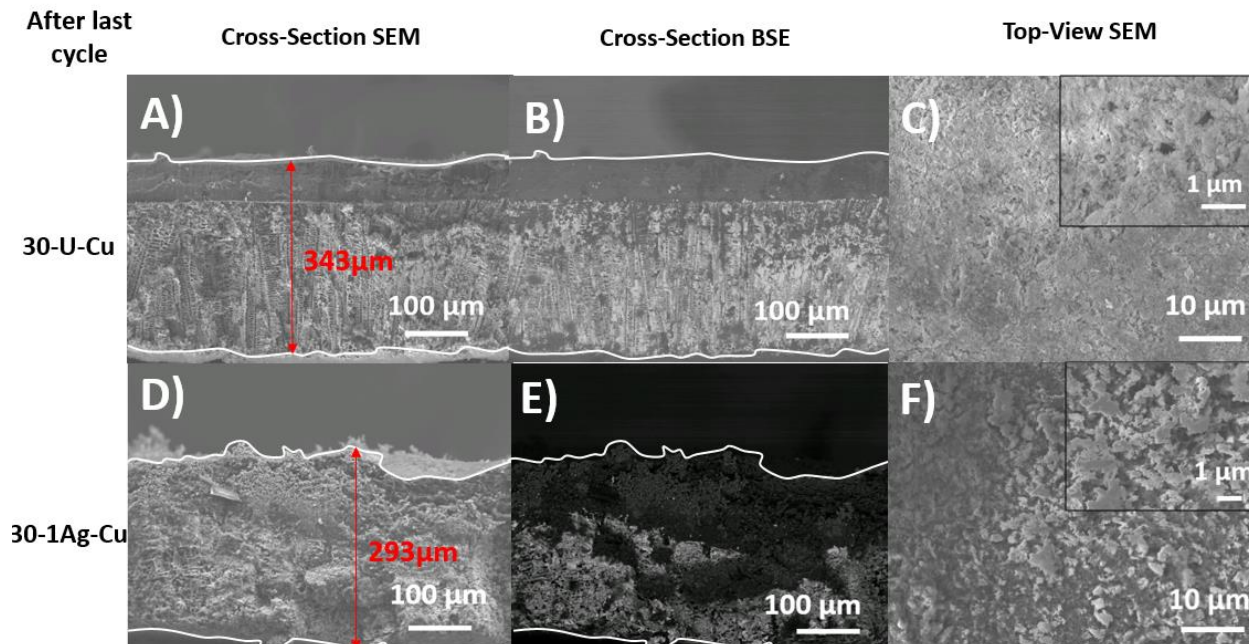 After last
cycle
Cross-Section SEM
Cross-Section BSE
Top-View SEM
30-U-Cu
A)
343µm
100 µm
B)
100 µm
C)
1 µm
10 µm
30-1Ag-Cu
D)
293µm
100 µm
E)
100 µm
F)
1 µm
10 µm